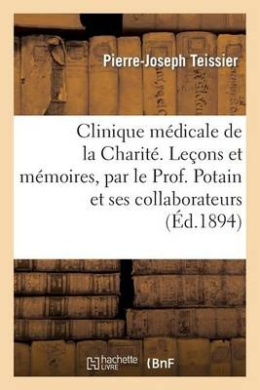 Pierre-Joseph Teissier
Clinique médicale de la Charité. Leçons et
mémoires, par le Prof. Potain et ses
collaborateurs
(Éd.1894)
hachette
LIVRE
{BnF